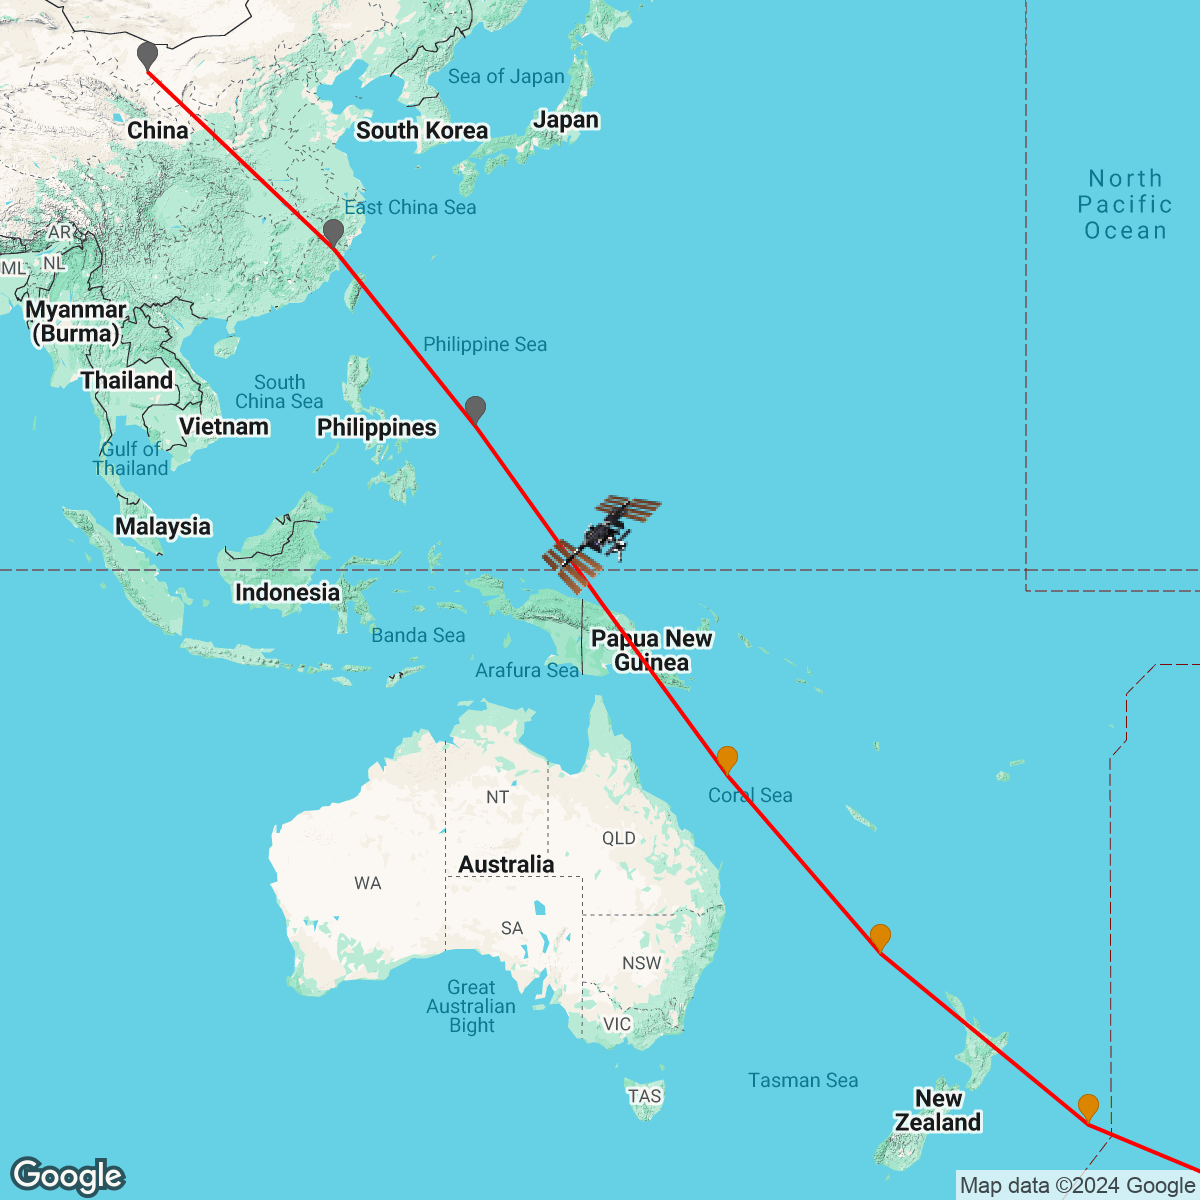 Sea of Japan
Japan
South Korea
China
North
Pacific
Ocean
East China Sea
AR
NL
ML
Myanmar
(Burma)
Philippine Sea
Thailand
South
China Sea
Vietnam
Philippines
Gulf of
Thailand
Malaysia
Indonesia
Banda Sea
Papua New
Guinea
Arafura Sea
NT
Coral Sea
QLD
Australia
WA
SA
NSW
Great
Australian
Bight
VIC
Tasman Sea
TAS
New
Zealand
Google
Map data ©2024 Google